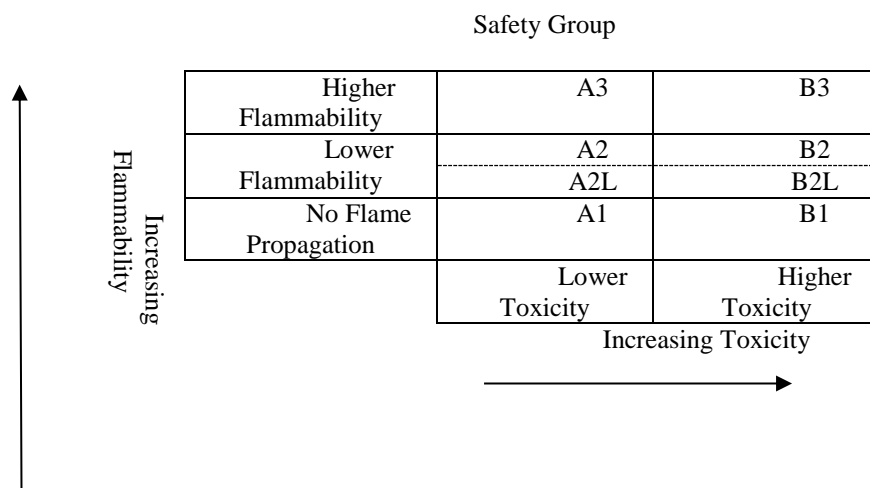 Safety Group
Higher
Flammability
A3
B3
Lower
Flammability
A2
B2
A2L
B2L
No Flame
Propagation
A1
B1
Lower
Toxicity
Higher
Toxicity
Increasing Toxicity
Increasing
Flammability